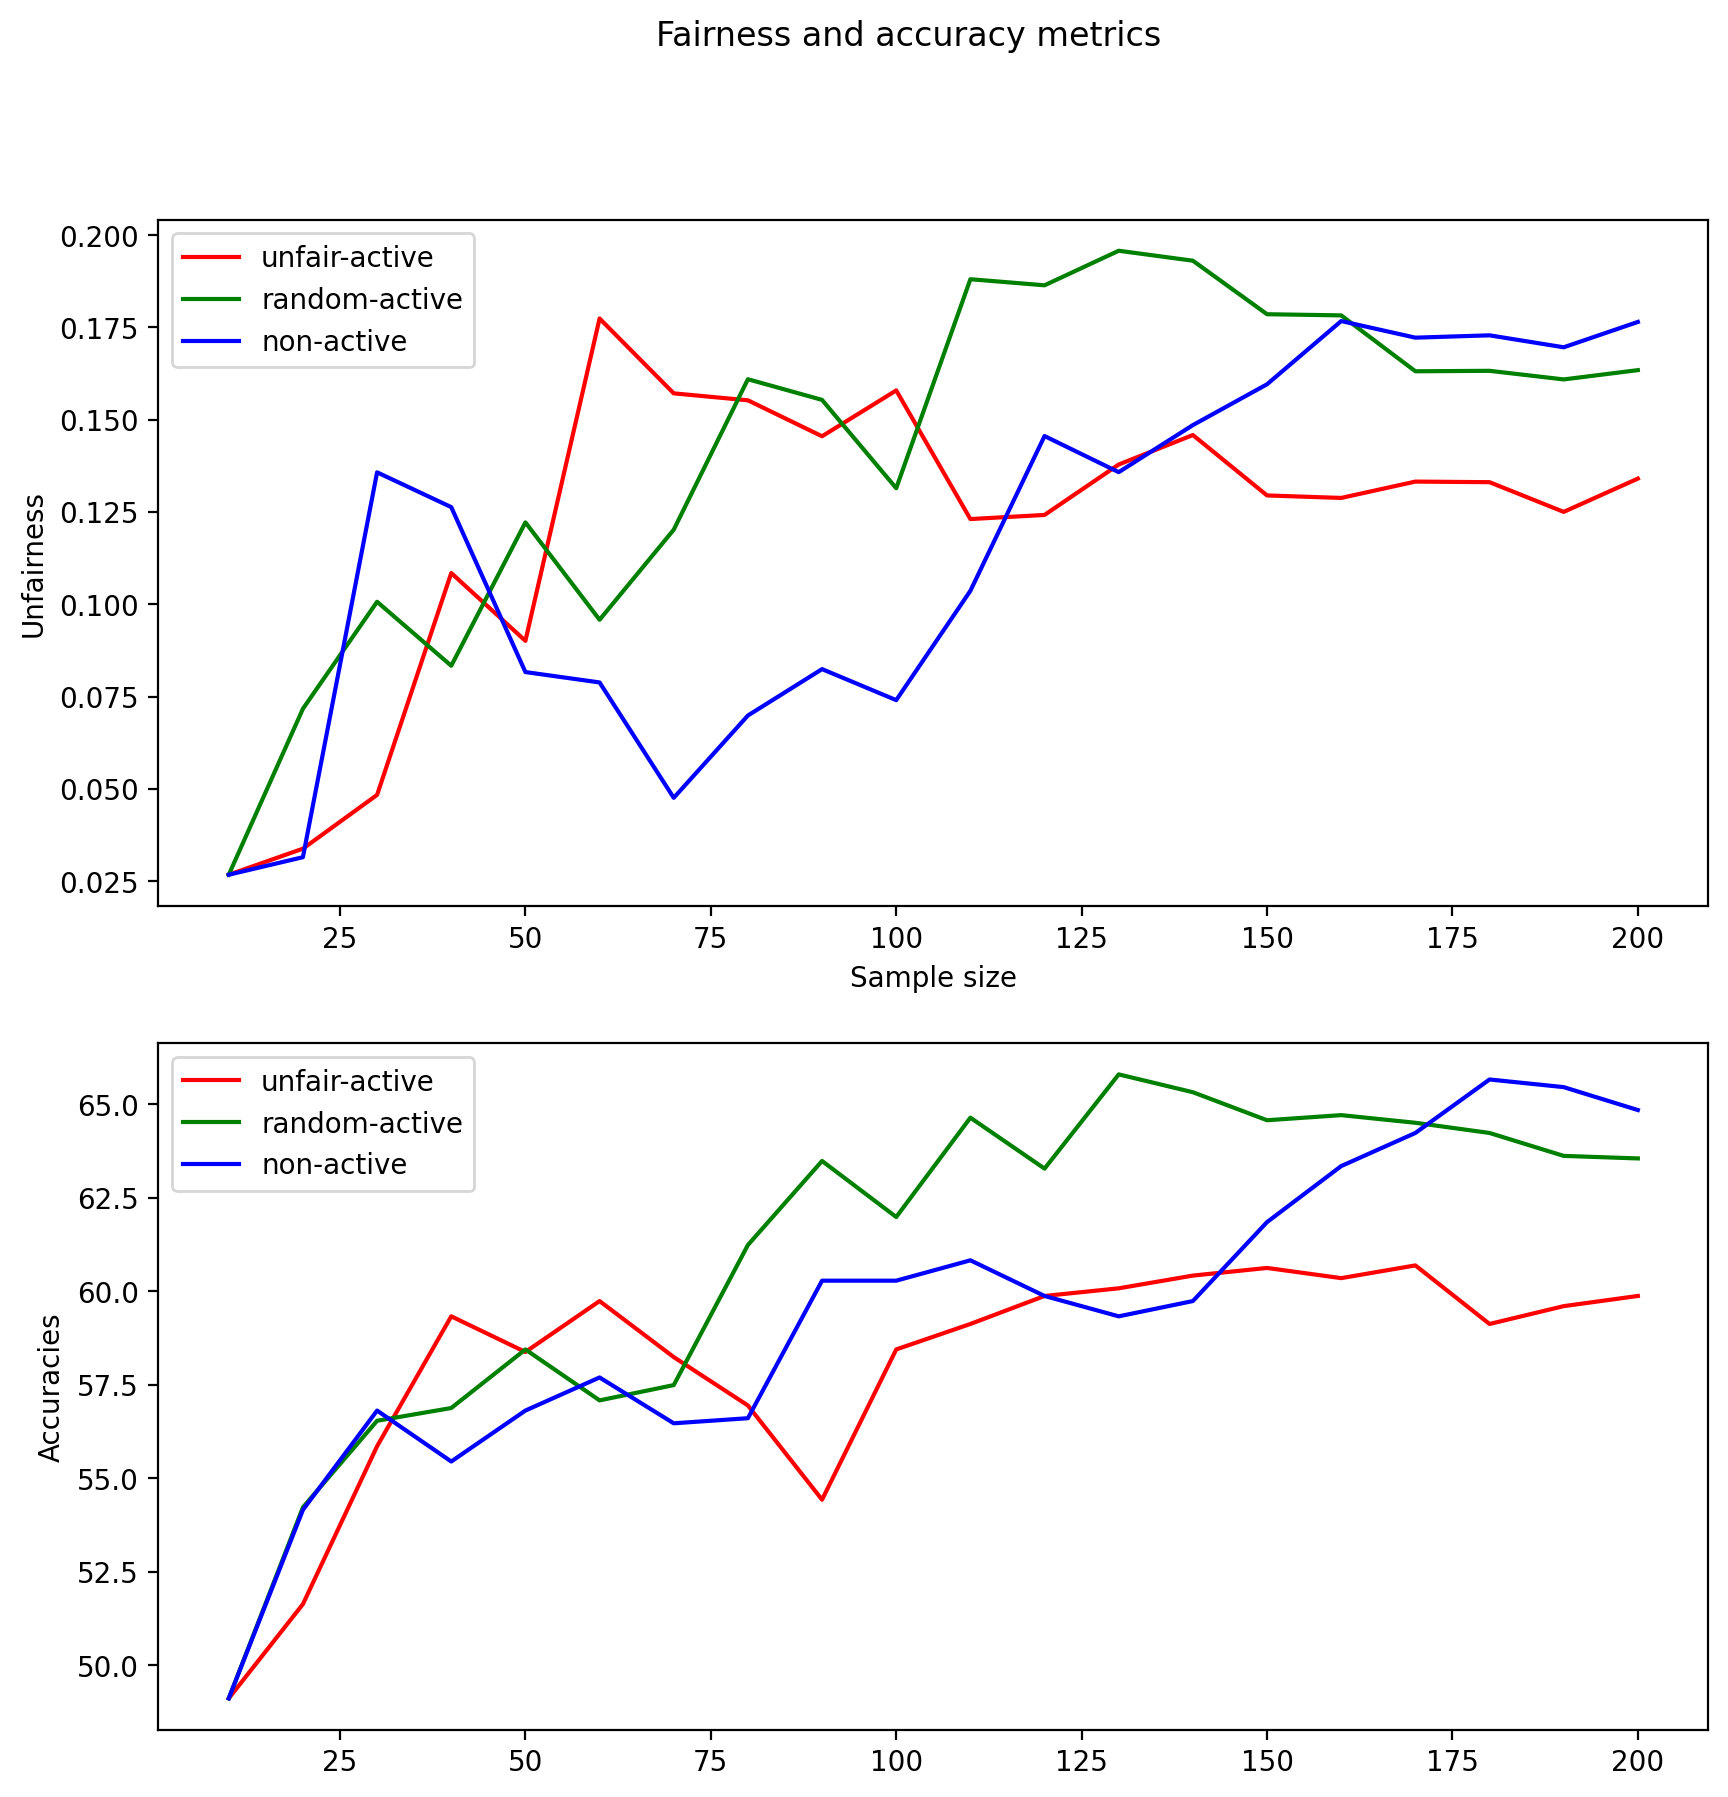 Fairness and accuracy metrics
unfair-active
random-active
non-active
0.200
0.175
0.150
0.125
0.100
0.075
0.050
0.025
Unfairness
25 50 75 100 125 150 175 200
Sample size
unfair-active
random-active
non-active
65.0
62.5
60.0
57.5
55.0
52.5
50.0
Accuracies
25 50 75 100 125 150 175 200